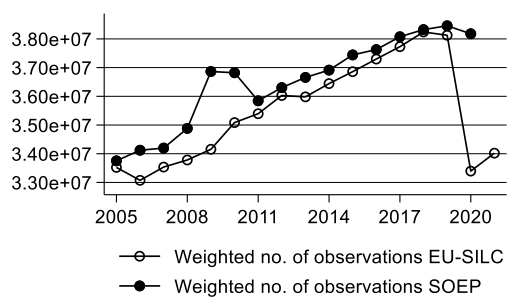 3.80e+07
3.70e+07
3.60e+07
3.50e+07
3.40e+07
3.30e+07
2005 2008 2011 2014 2017 2020
Weighted no. of observations EU-SILC
Weighted no. of observations SOEP